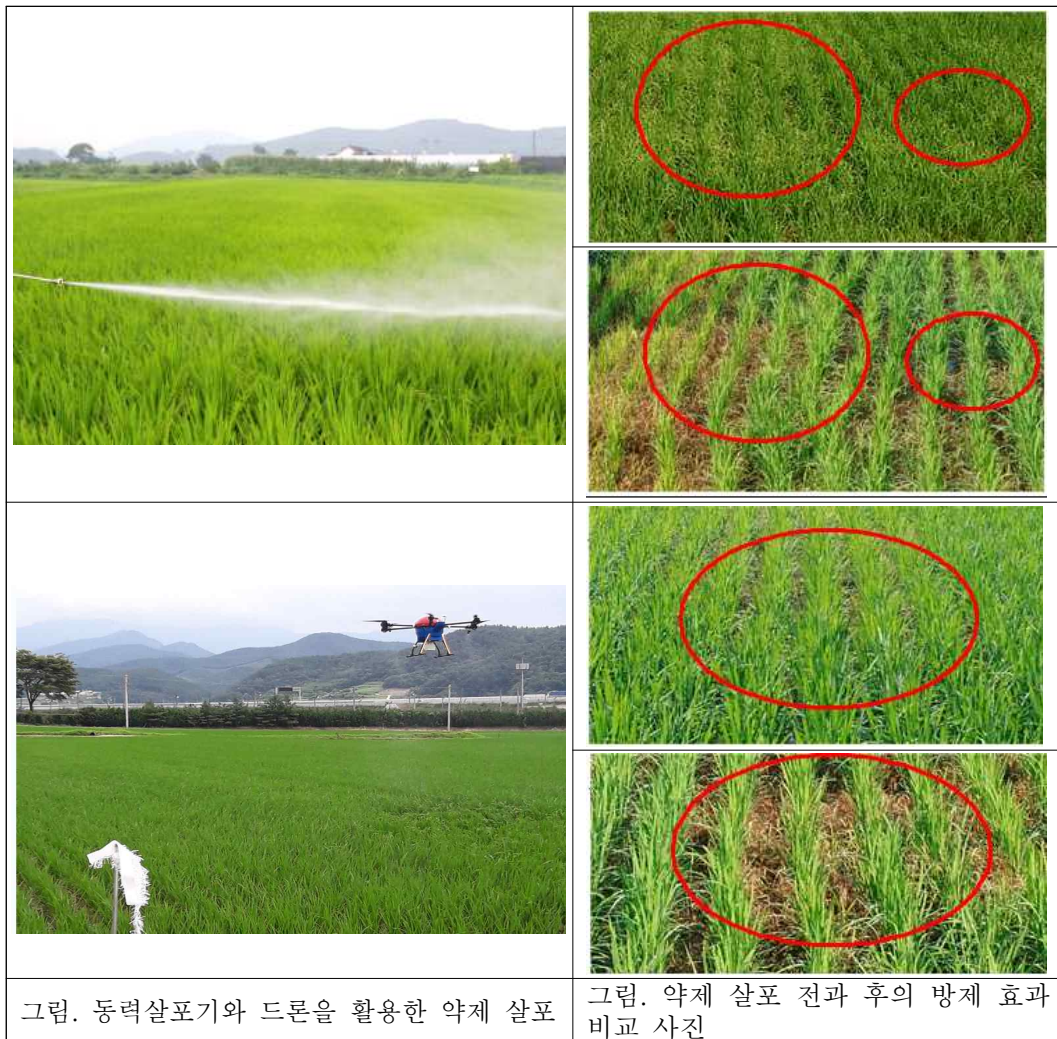 그림. 동력살포기와 드론을 활용한 약제 살포
그림. 약제 살포 전과 후의 방제 효과
비교 사진